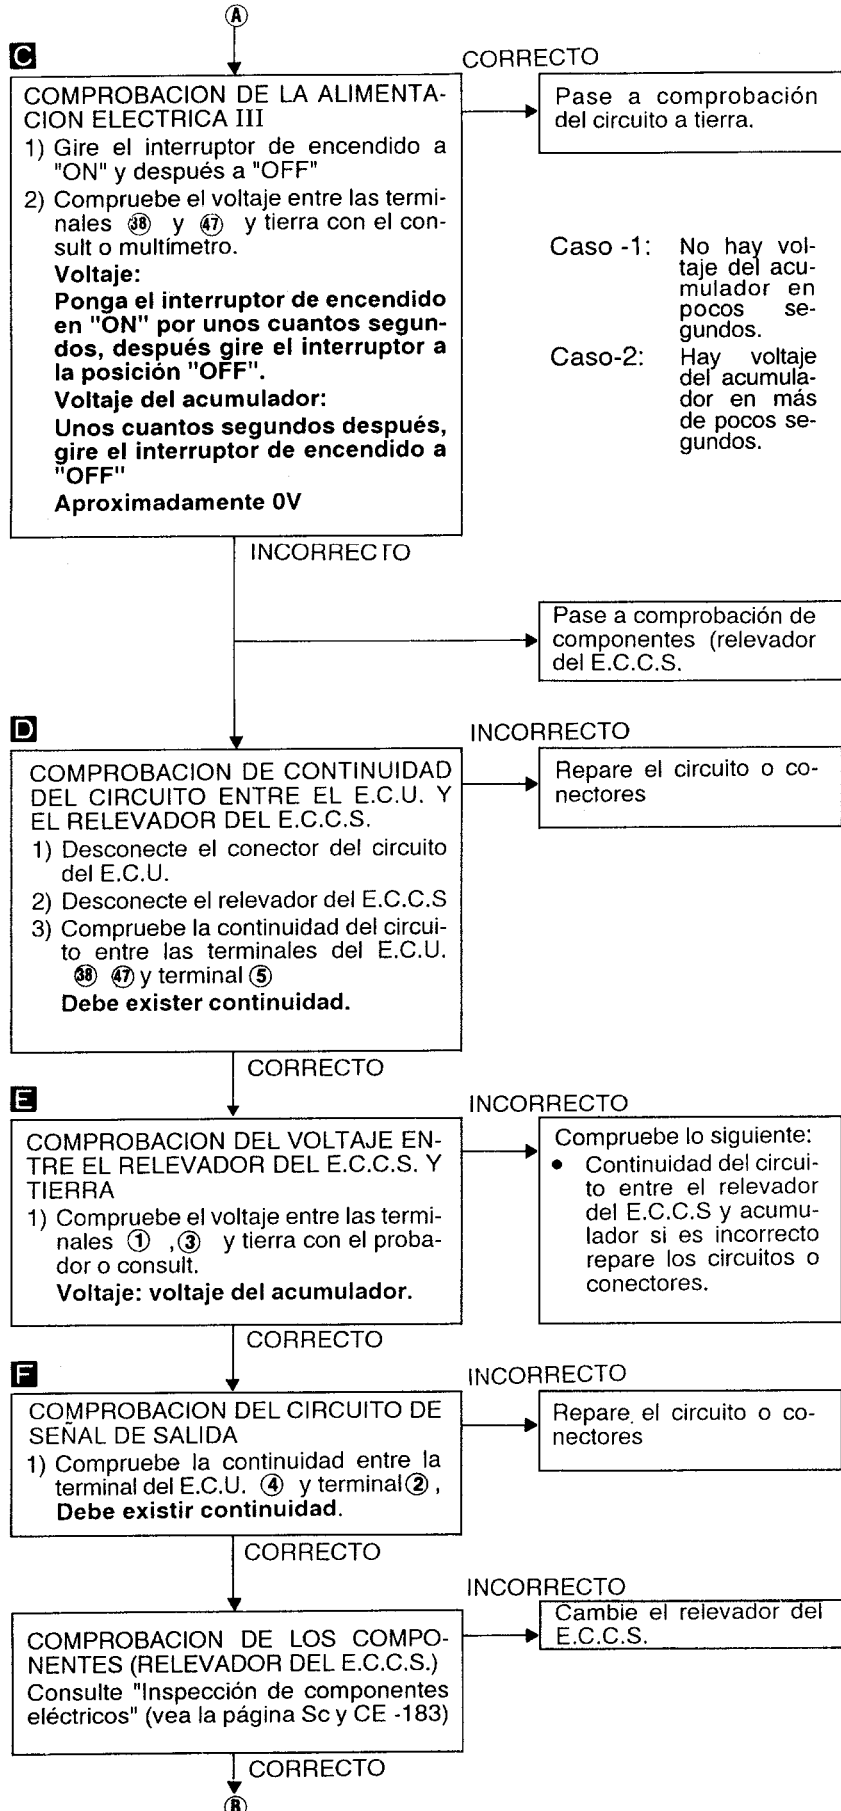 A
C
CORRECTO
COMPROBACION DE LA ALIMENTA-
CION ELECTRICA III
1) Gire el interruptor de encendido a
"ON" y después a "OFF"
2) Compruebe el voltaje entre las termi-
nales 38 y 47 y tierra con el con-
sult o multímetro.
Voltaje:
Ponga el interruptor de encendido
en "ON" por unos cuantos segun-
dos, después gire el interruptor a
la posición "OFF".
Voltaje del acumulador:
Unos cuantos segundos después,
gire el interruptor de encendido a
"OFF"
Aproximadamente 0V
Pase a comprobación
del circuito a tierra.
Caso -1: No hay vol-
taje del acu-
mulador en
pocos se-
gundos.
Caso-2: Hay voltaje
del acumula-
dor en más
de pocos se-
gundos.
INCORRECTO
Pase a comprobación de
componentes (relevador
del E.C.C.S.
D
INCORRECTO
COMPROBACION DE CONTINUIDAD
DEL CIRCUITO ENTRE EL E.C.U. Y
EL RELEVADOR DEL E.C.C.S.
1) Desconecte el conector del circuito
del E.C.U.
2) Desconecte el relevador del E.C.C.S
3) Compruebe la continuidad del circui-
to entre las terminales del E.C.U.
38 47 y terminal 5
Debe exister continuidad.
Repare el circuito o co-
nectores
CORRECTO
E
INCORRECTO
COMPROBACION DEL VOLTAJE EN-
TRE EL RELEVADOR DEL E.C.C.S. Y
TIERRA
1) Compruebe el voltaje entre las termi-
nales 1 , 3 y tierra con el proba-
dor o consult.
Voltaje: voltaje del acumulador.
Compruebe lo siguiente:
• Continuidad del circui-
to entre el relevador
del E.C.C.S y acumu-
lador si es incorrecto
repare los circuitos o
conectores.
CORRECTO
F
INCORRECTO
COMPROBACION DEL CIRCUITO DE
SEÑAL DE SALIDA
1) Compruebe la continuidad entre la
terminal del E.C.U. 4 y terminal 2 ,
Debe existir continuidad.
Repare el circuito o co-
nectores
CORRECTO
INCORRECTO
COMPROBACION DE LOS COMPO-
NENTES (RELEVADOR DEL E.C.C.S.)
Consulte "Inspección de componentes
eléctricos" (vea la página Sc y CE -183)
Cambie el relevador del
E.C.C.S.
CORRECTO
B